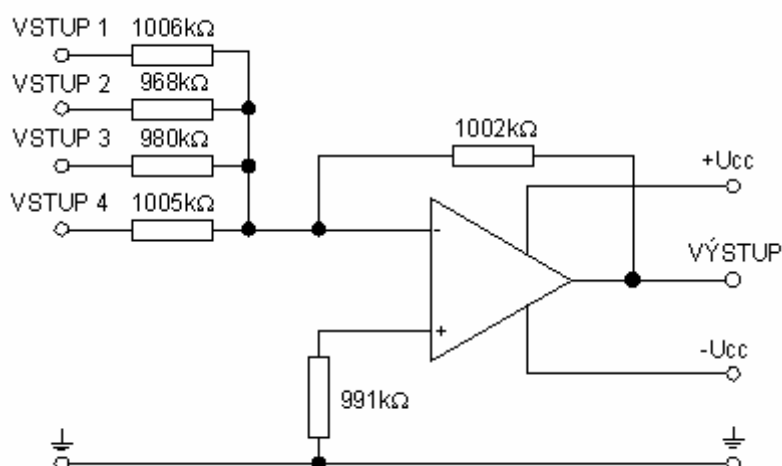 VSTUP 1 1006kΩ
VSTUP 2 968kΩ
VSTUP 3 980kΩ
VSTUP 4 1005kΩ
1002kΩ
+Ucc
-
VÝSTUP
+
-Ucc
991kΩ